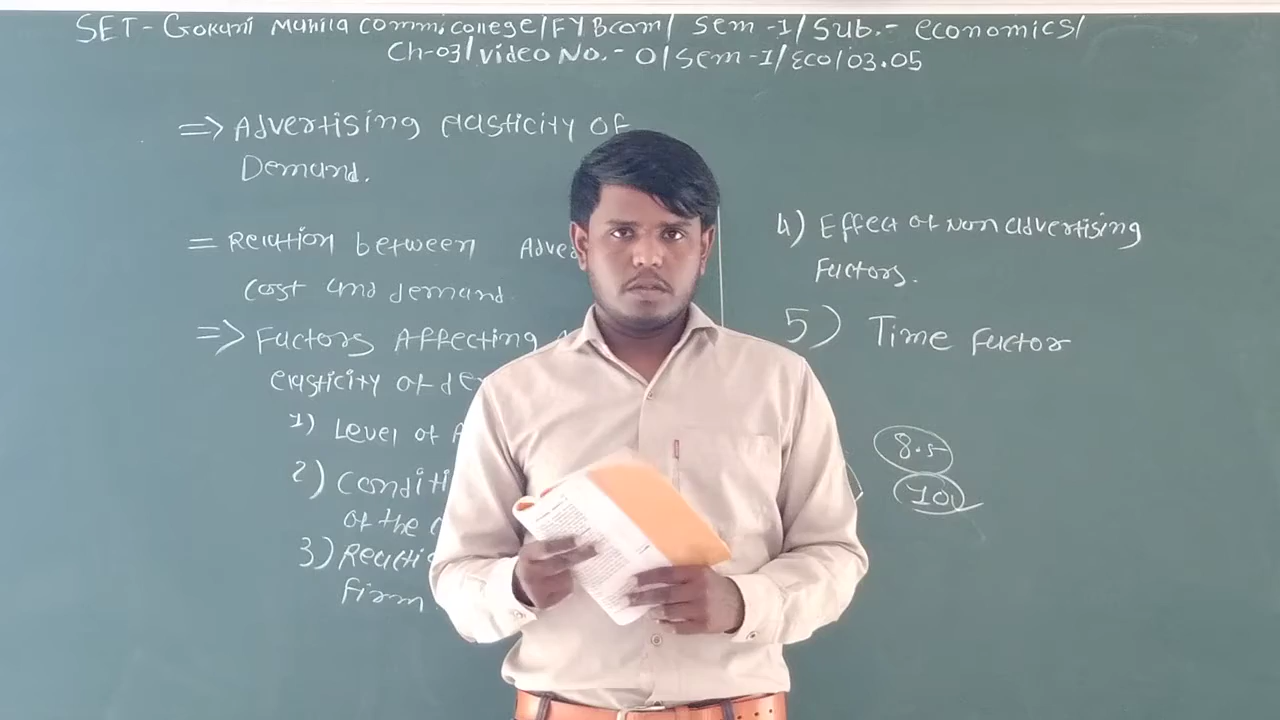 SET - Gokani Mahila Comm. College/FYBcom/ Sem-1/Sub.- economics/
Ch-03/video No.- 0/Sem-1/Eco/03.05
⇒ Advertising elasticity of
Demand.
= Relation between Adve
cost and demand
⇒ Factors Affecting A
elasticity of de
1) Level of A
2) Conditi
of the
3) Reactio
Firm
4) Effect of Non advertising
Factors.
5) Time factor
8.5
10